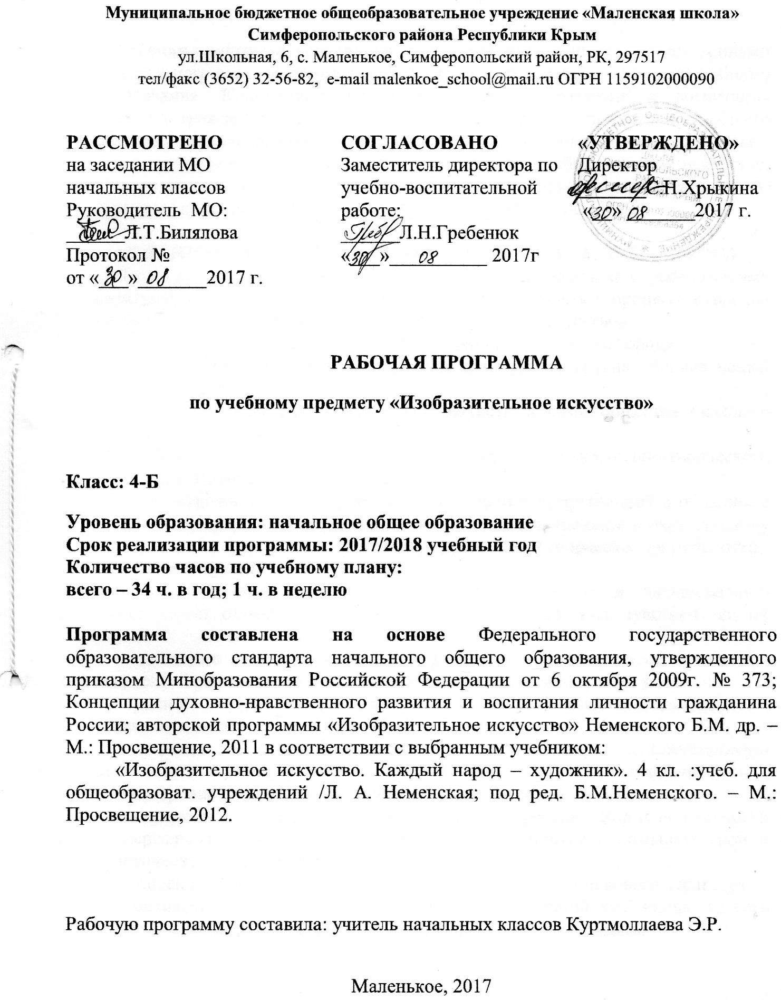 Муниципальное бюджетное общеобразовательное учреждение «Маленская школа»
Симферопольского района Республики Крым
ул.Школьная, 6, с. Маленькое, Симферопольский район, РК, 297517
тел/факс (3652) 32-56-82, e-mail malenkoe_school@mail.ru ОГРН 1159102000090
РАССМОТРЕНО
на заседании МО
начальных классов
Руководитель МО:
______Л.Т.Билялова
Протокол №
от «30» 08 2017 г.
СОГЛАСОВАНО
Заместитель директора по
учебно-воспитательной
работе:
______Л.Н.Гребенюк
«30» 08 2017г
«УТВЕРЖДЕНО»
Директор
________С.Н.Хрыкина
«30» 08 2017 г.
РАБОЧАЯ ПРОГРАММА
по учебному предмету «Изобразительное искусство»
Класс: 4-Б
Уровень образования: начальное общее образование
Срок реализации программы: 2017/2018 учебный год
Количество часов по учебному плану:
всего – 34 ч. в год; 1 ч. в неделю
Программа составлена на основе Федерального государственного
образовательного стандарта начального общего образования, утвержденного
приказом Минобразования Российской Федерации от 6 октября 2009г. № 373;
Концепции духовно-нравственного развития и воспитания личности гражданина
России; авторской программы «Изобразительное искусство» Неменского Б.М. др. –
М.: Просвещение, 2011 в соответствии с выбранным учебником:
«Изобразительное искусство. Каждый народ – художник». 4 кл. :учеб. для
общеобразоват. учреждений /Л. А. Неменская; под ред. Б.М.Неменского. – М.:
Просвещение, 2012.
Рабочую программу составила: учитель начальных классов Куртмоллаева Э.Р.
Маленькое, 2017